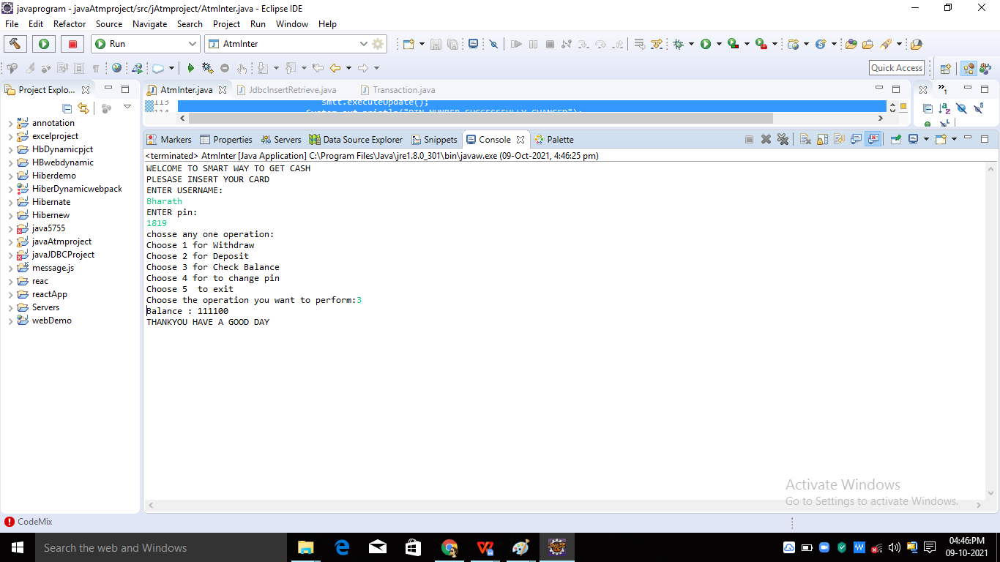 javaprogram - javaAtmproject/src/jAtmproject/AtmInter.java - Eclipse IDE
File Edit Refactor Source Navigate Search Project Run Window Help
Run AtmInter
Quick Access
Project Explo... AtmInter.java JdbcInsertRetrieve.java Transaction.java »1
113 smtt.executeUpdate();
114 System.out.println("PIN NUMBER SUCCESSFULLY CHANGED");
annotation
excelproject
HbDynamicpjct
HBwebdynamic
Hiberdemo
HiberDynamicwebpack
Hibernate
Hibernew
java5755
javaAtmproject
javaJDBCProject
message.js
reac
reactApp
Servers
webDemo
Markers Properties Servers Data Source Explorer Snippets Console Palette
<terminated> AtmInter [Java Application] C:\Program Files\Java\jre1.8.0_301\bin\javaw.exe (09-Oct-2021, 4:46:25 pm)
WELCOME TO SMART WAY TO GET CASH
PLESASE INSERT YOUR CARD
ENTER USERNAME:
Bharath
ENTER pin:
1819
chosse any one operation:
Choose 1 for Withdraw
Choose 2 for Deposit
Choose 3 for Check Balance
Choose 4 for to change pin
Choose 5  to exit
Choose the operation you want to perform:3
Balance : 111100
THANKYOU HAVE A GOOD DAY
Activate Windows
Go to Settings to activate Windows.
CodeMix
Search the web and Windows
04:46:PM
09-10-2021